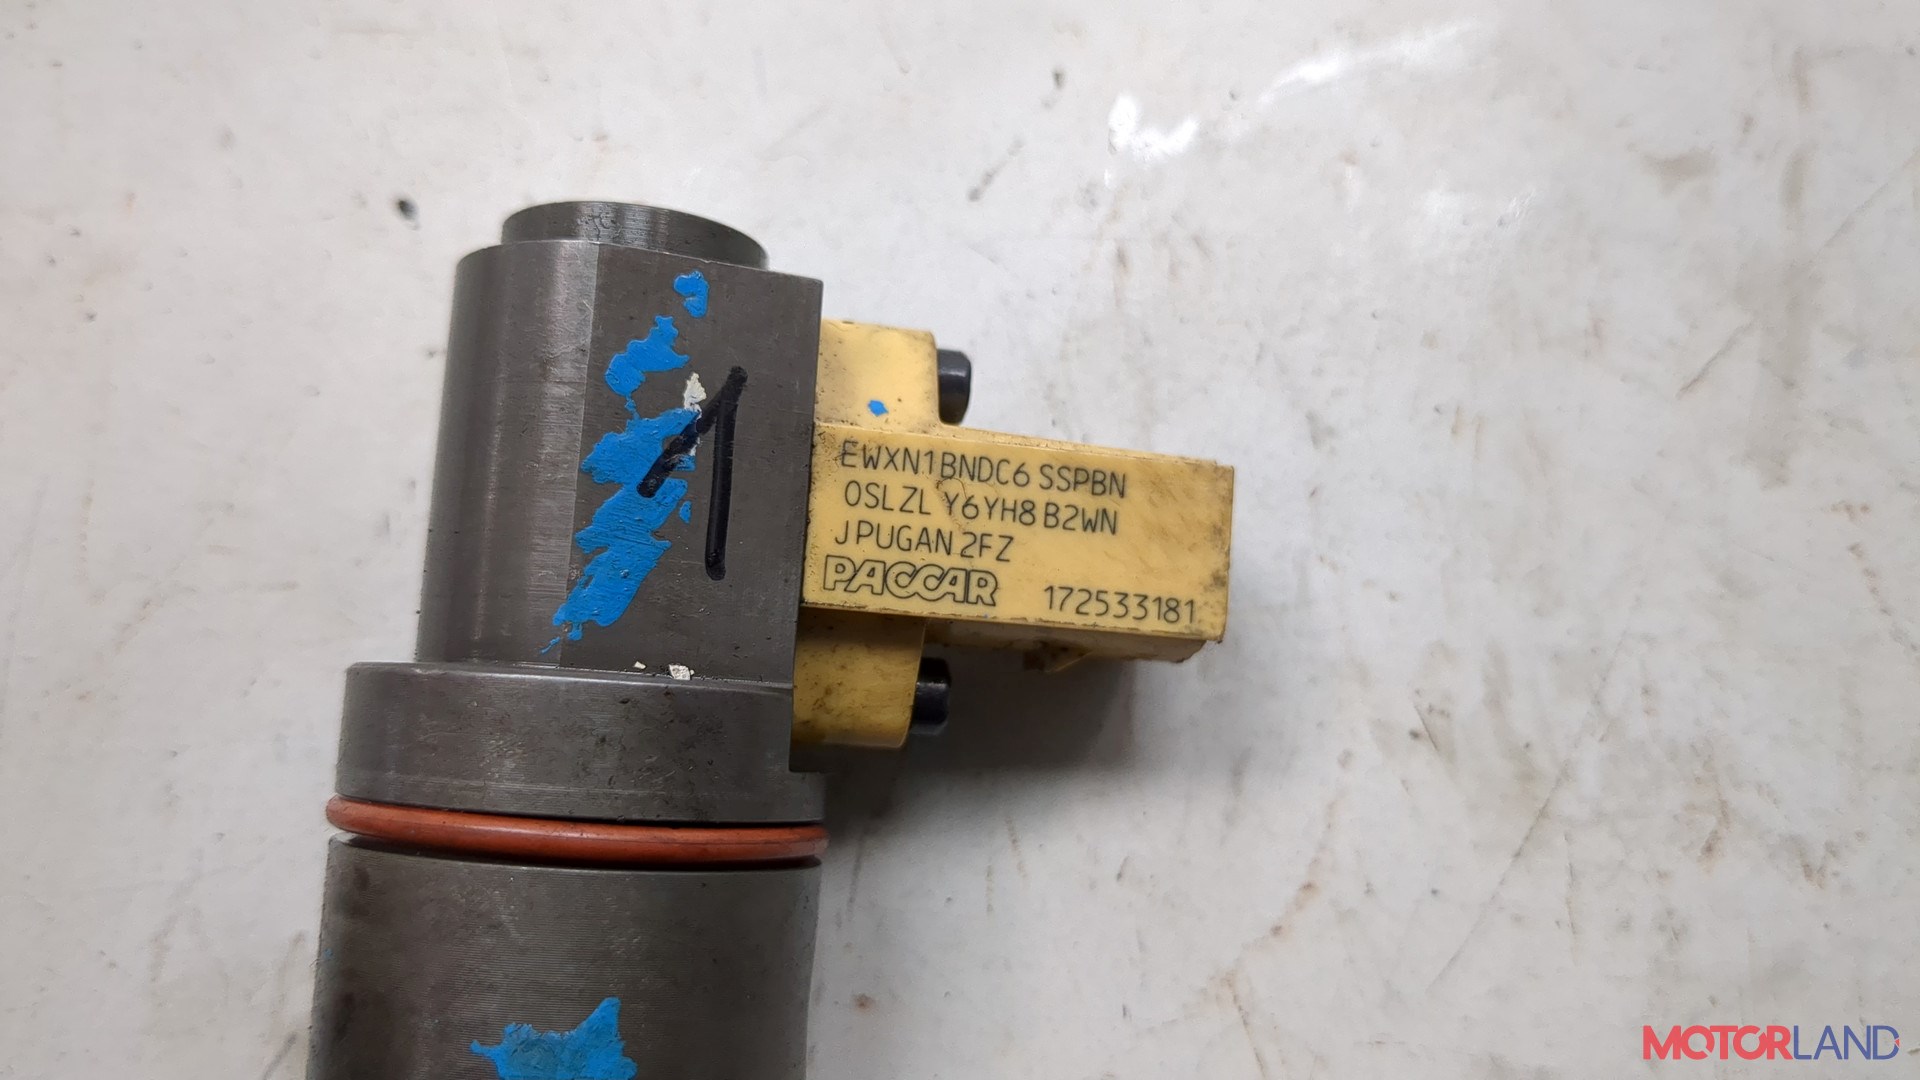 1
EWXN1BNDC6 SSPBN
0SLZL Y6YH8 B2WN
JPUGAN 2FZ
PACCAR 172533181
MOTORLAND